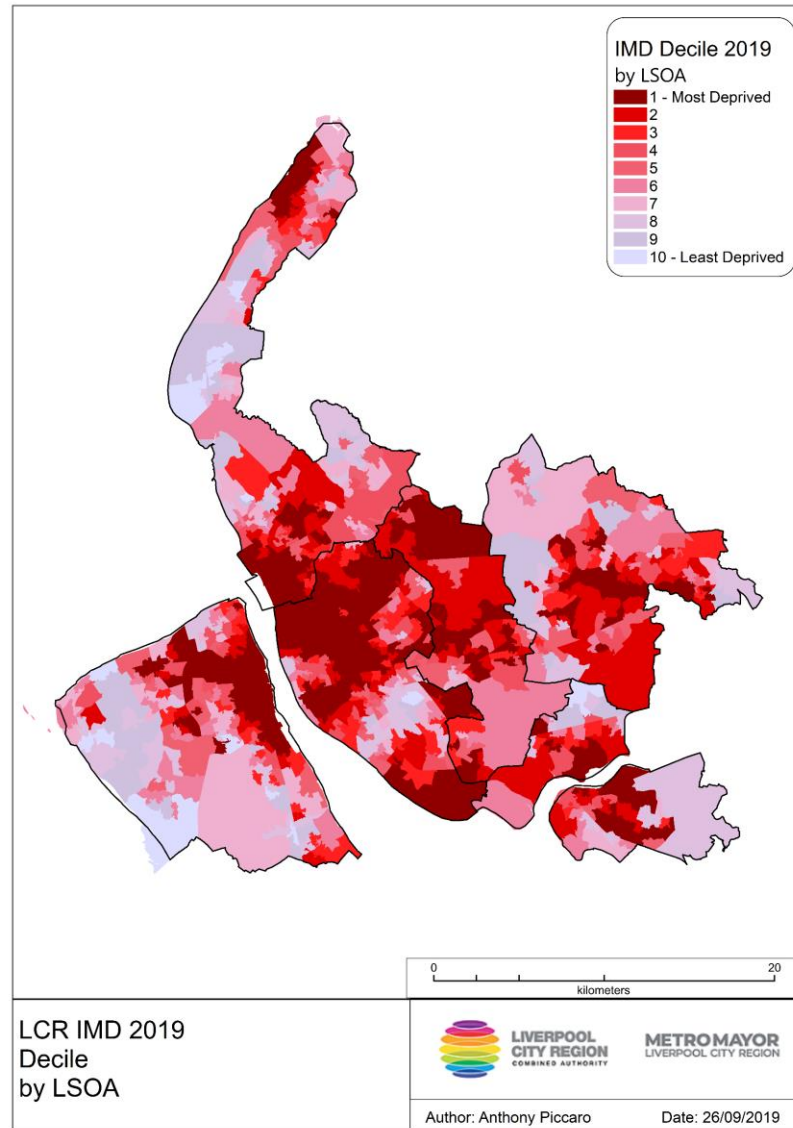 IMD Decile 2019
by LSOA
1 - Most Deprived
2
3
4
5
6
7
8
9
10 - Least Deprived
0 20
kilometers
LCR IMD 2019
Decile
by LSOA
LIVERPOOL
CITY REGION
COMBINED AUTHORITY
METROMAYOR
LIVERPOOL CITY REGION
Author: Anthony Piccaro Date: 26/09/2019